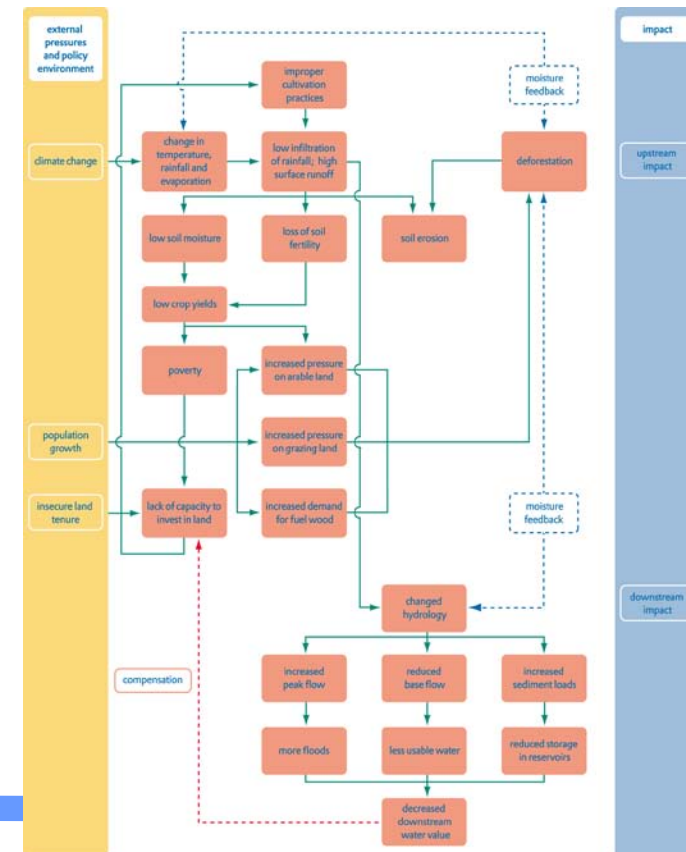 external
pressures
and policy
environment
impact
improper
cultivation
practices
moisture
feedback
climate change
change in
temperature,
rainfall and
evaporation
low infiltration
of rainfall; high
surface runoff
deforestation
upstream
impact
low soil moisture
loss of soil
fertility
soil erosion
low crop yields
poverty
increased pressure
on arable land
population
growth
increased pressure
on grazing land
insecure land
tenure
lack of capacity to
invest in land
increased demand
for fuel wood
moisture
feedback
changed
hydrology
downstream
impact
compensation
increased
peak flow
reduced
base flow
increased
sediment loads
more floods
less usable water
reduced storage
in reservoirs
decreased
downstream
water value